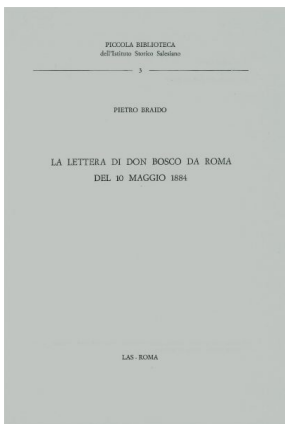 PICCOLA BIBLIOTECA
dell'Istituto Storico Salesiano
3
PIETRO BRAIDO
LA LETTERA DI DON BOSCO DA ROMA
DEL 10 MAGGIO 1884
LAS - ROMA